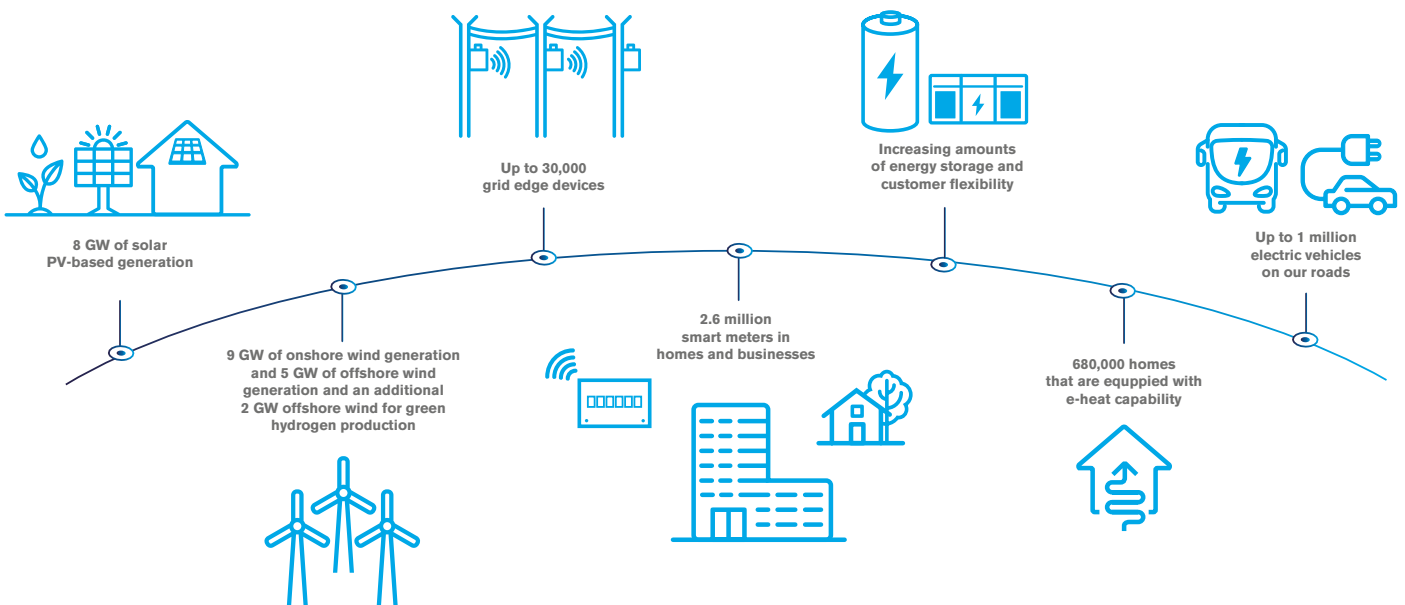 8 GW of solar
PV-based generation
9 GW of onshore wind generation
and 5 GW of offshore wind
generation and an additional
2 GW offshore wind for green
hydrogen production
Up to 30,000
grid edge devices
2.6 million
smart meters in
homes and businesses
Increasing amounts
of energy storage and
customer flexibility
680,000 homes
that are equppied with
e-heat capability
Up to 1 million
electric vehicles
on our roads